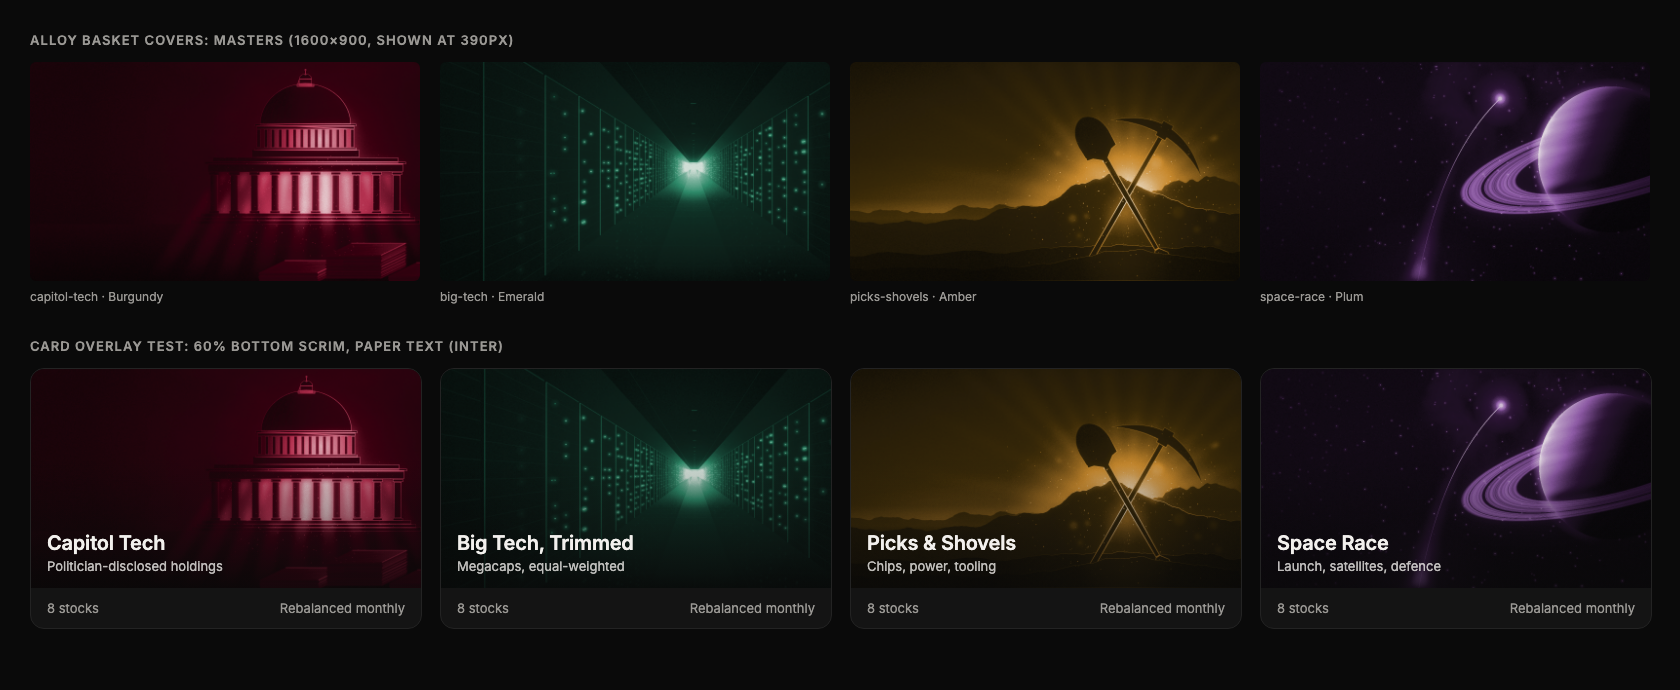 ALLOY BASKET COVERS: MASTERS (1600×900, SHOWN AT 390PX)
capitol-tech · Burgundy
big-tech · Emerald
picks-shovels · Amber
space-race · Plum
CARD OVERLAY TEST: 60% BOTTOM SCRIM, PAPER TEXT (INTER)
Capitol Tech
Politician-disclosed holdings
8 stocks
Rebalanced monthly
Big Tech, Trimmed
Megacaps, equal-weighted
8 stocks
Rebalanced monthly
Picks & Shovels
Chips, power, tooling
8 stocks
Rebalanced monthly
Space Race
Launch, satellites, defence
8 stocks
Rebalanced monthly